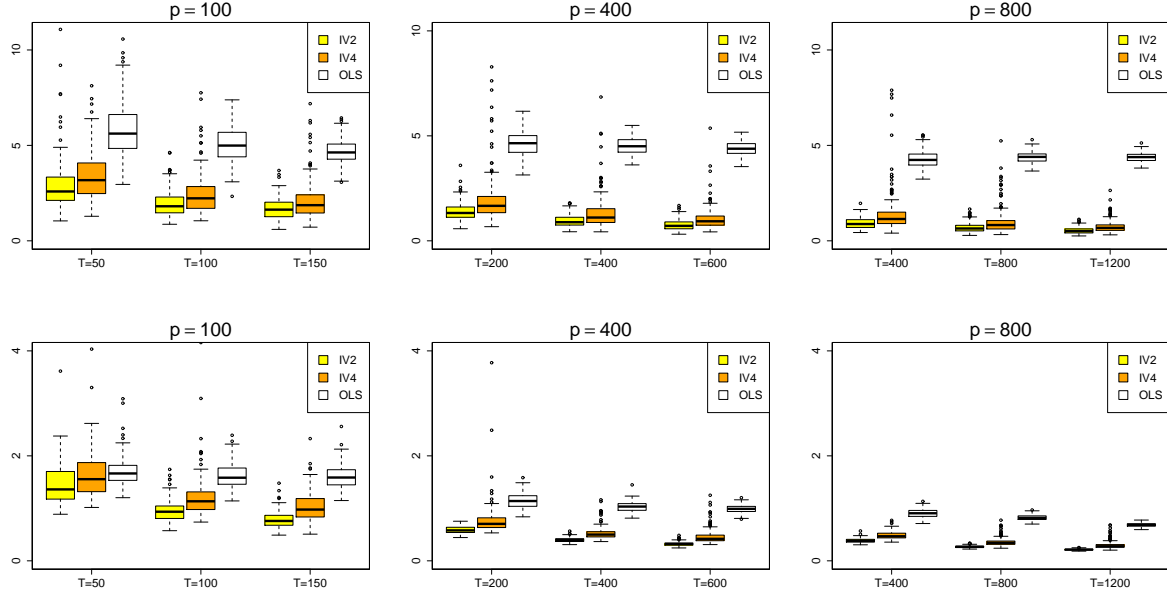 p = 100
10
5
0
IV2
IV4
OLS
T=50
T=100
T=150
p = 400
10
5
0
IV2
IV4
OLS
T=200
T=400
T=600
p = 800
10
5
0
IV2
IV4
OLS
T=400
T=800
T=1200
p = 100
4
2
0
IV2
IV4
OLS
T=50
T=100
T=150
p = 400
4
2
0
IV2
IV4
OLS
T=200
T=400
T=600
p = 800
4
2
0
IV2
IV4
OLS
T=400
T=800
T=1200